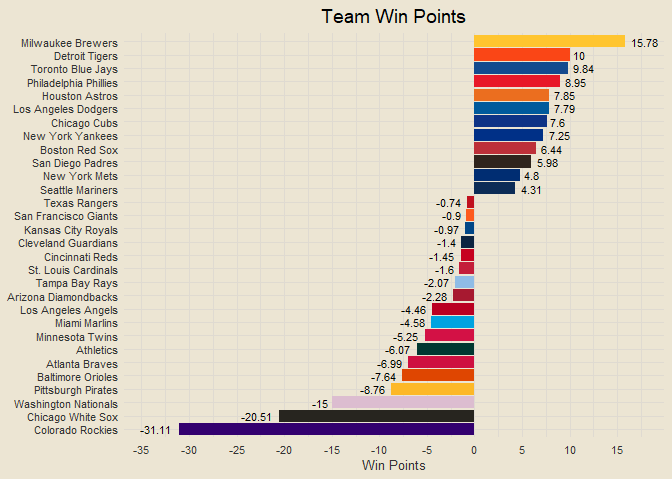 Team Win Points
Milwaukee Brewers 15.78
Detroit Tigers 10
Toronto Blue Jays 9.84
Philadelphia Phillies 8.95
Houston Astros 7.85
Los Angeles Dodgers 7.79
Chicago Cubs 7.6
New York Yankees 7.25
Boston Red Sox 6.44
San Diego Padres 5.98
New York Mets 4.8
Seattle Mariners 4.31
Texas Rangers -0.74
San Francisco Giants -0.9
Kansas City Royals -0.97
Cleveland Guardians -1.4
Cincinnati Reds -1.45
St. Louis Cardinals -1.6
Tampa Bay Rays -2.07
Arizona Diamondbacks -2.28
Los Angeles Angels -4.46
Miami Marlins -4.58
Minnesota Twins -5.25
Athletics -6.07
Atlanta Braves -6.99
Baltimore Orioles -7.64
Pittsburgh Pirates -8.76
Washington Nationals -15
Chicago White Sox -20.51
Colorado Rockies -31.11
-35 -30 -25 -20 -15 -10 -5 0 5 10 15
Win Points